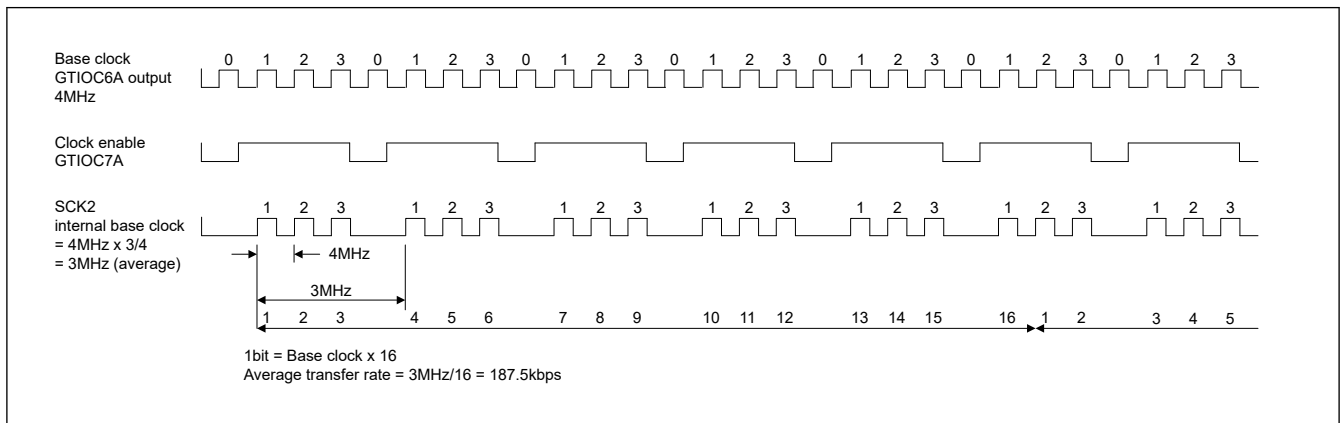 Base clock
GTIOC6A output
4MHz
0 1 2 3 0 1 2 3 0 1 2 3 0 1 2 3 0 1 2 3 0 1 2 3 0 1 2 3
Clock enable
GTIOC7A
SCK2
internal base clock
= 4MHz x 3/4
= 3MHz (average)
1 2 3 1 2 3 1 2 3 1 2 3 1 2 3 1 2 3 1 2 3
4MHz
3MHz
1 2 3 4 5 6 7 8 9 10 11 12 13 14 15 16 1 2 3 4 5
1bit = Base clock x 16
Average transfer rate = 3MHz/16 = 187.5kbps